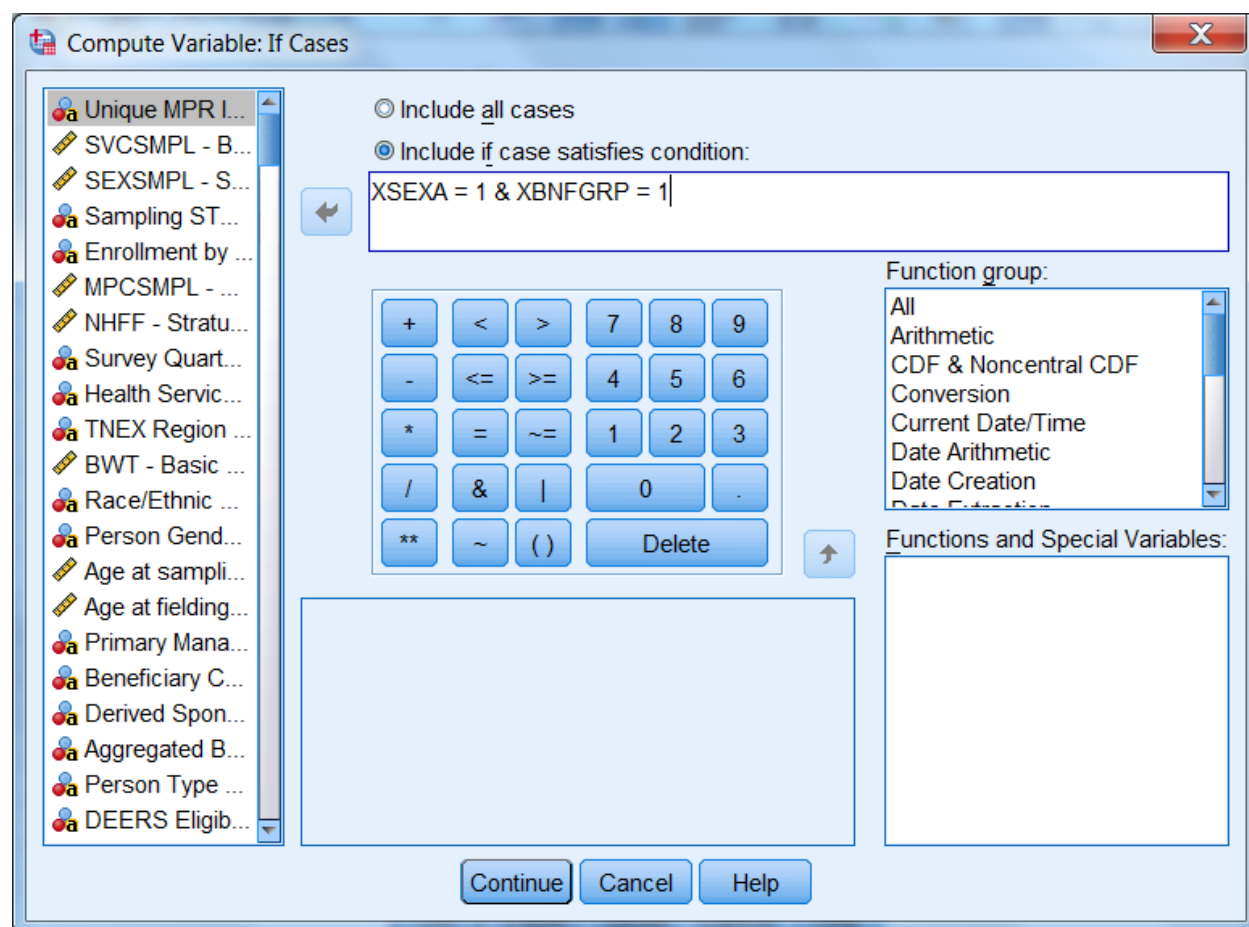 Compute Variable: If Cases
Unique MPR I...
SVCSMPL - B...
SEXSMPL - S...
Sampling ST...
Enrollment by ...
MPCSMPL - ...
NHFF - Stratu...
Survey Quart...
Health Servic...
TNEX Region ...
BWT - Basic ...
Race/Ethnic ...
Person Gend...
Age at sampli...
Age at fielding...
Primary Mana...
Beneficiary C...
Derived Spon...
Aggregated B...
Person Type ...
DEERS Eligib...
Include all cases
Include if case satisfies condition:
XSEXA = 1 & XBNFGRP = 1
+ < > 7 8 9
- <= >= 4 5 6
* = ~= 1 2 3
/ & | 0 .
** ~ ( ) Delete
Function group:
All
Arithmetic
CDF & Noncentral CDF
Conversion
Current Date/Time
Date Arithmetic
Date Creation
Date Extraction
Functions and Special Variables:
Continue Cancel Help